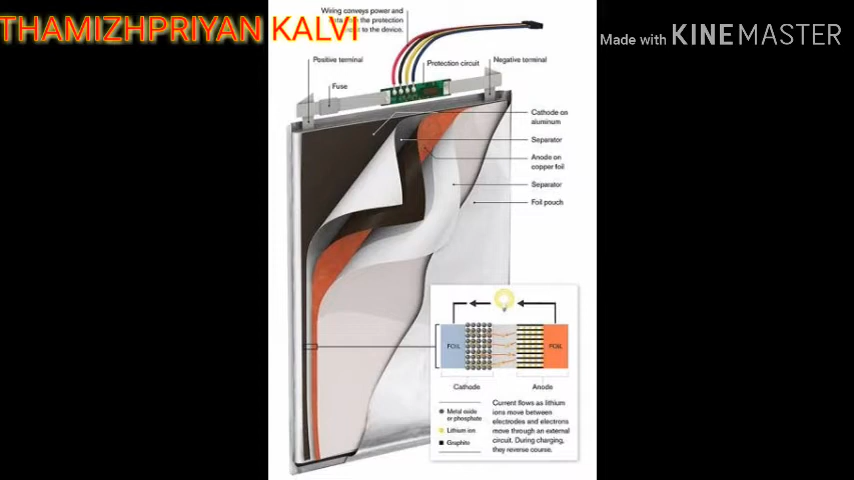 Wiring conveys power and
data from the protection
to the device.
THAMIZHPRIYAN KALVI
Made with KINEMASTER
Positive terminal
Protection circuit
Negative terminal
Fuse
Cathode on
aluminum
Separator
Anode on
copper foil
Separator
Foil pouch
FOIL
FOIL
Cathode
Anode
Metal oxide
or phosphate
Lithium ion
Graphite
Current flows as lithium
ions move between
electrodes and electrons
move through an external
circuit. During charging,
they reverse course.